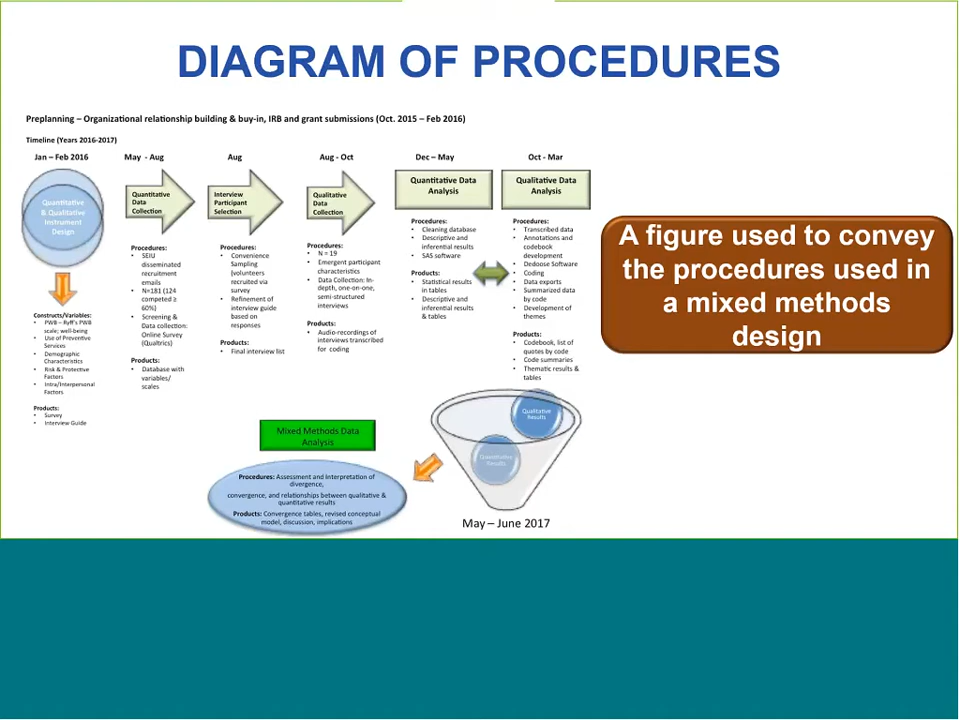 DIAGRAM OF PROCEDURES
Preplanning – Organizational relationship building & buy-in, IRB and grant submissions (Oct. 2015 – Feb 2016)
Timeline (Years 2016-2017)
Jan – Feb 2016
May - Aug
Aug
Aug - Oct
Dec – May
Oct - Mar
Quantitative
& Qualitative
Instrument
Design
Constructs/Variables:
• PWB – Ryff's PWB
scale; well-being
• Use of Preventive
Services
• Demographic
Characteristics
• Risk & Protective
Factors
• Intra/Interpersonal
Factors
Products:
• Survey
• Interview Guide
Quantitative
Data
Collection
Procedures:
• SEIU
disseminated
recruitment
emails
• N=181 (124
competed ≥
60%)
• Screening &
Data collection:
Online Survey
(Qualtrics)
Products:
• Database with
variables/
scales
Interview
Participant
Selection
Procedures:
• Convenience
Sampling
(volunteers
recruited via
survey
• Refinement of
interview guide
based on
responses
Products:
• Final interview list
Qualitative
Data
Collection
Procedures:
• N = 19
• Emergent participant
characteristics
• Data Collection: In-
depth, one-on-one,
semi-structured
interviews
Products:
• Audio-recordings of
interviews transcribed
for coding
Quantitative Data
Analysis
Procedures:
• Cleaning database
• Descriptive and
inferential results
• SAS software
Products:
• Statistical results
in tables
• Descriptive and
inferential results
& tables
Qualitative Data
Analysis
Procedures:
• Transcribed data
• Annotations and
codebook
development
• Dedoose Software
• Coding
• Data exports
• Summarized data
by code
• Development of
themes
Products:
• Codebook, list of
quotes by code
• Code summaries
• Thematic results &
tables
A figure used to convey
the procedures used in
a mixed methods
design
Qualitative
Results
Quantitative
Results
May – June 2017
Mixed Methods Data
Analysis
Procedures: Assessment and Interpretation of
divergence,
convergence, and relationships between qualitative &
quantitative results
Products: Convergence tables, revised conceptual
model, discussion, implications